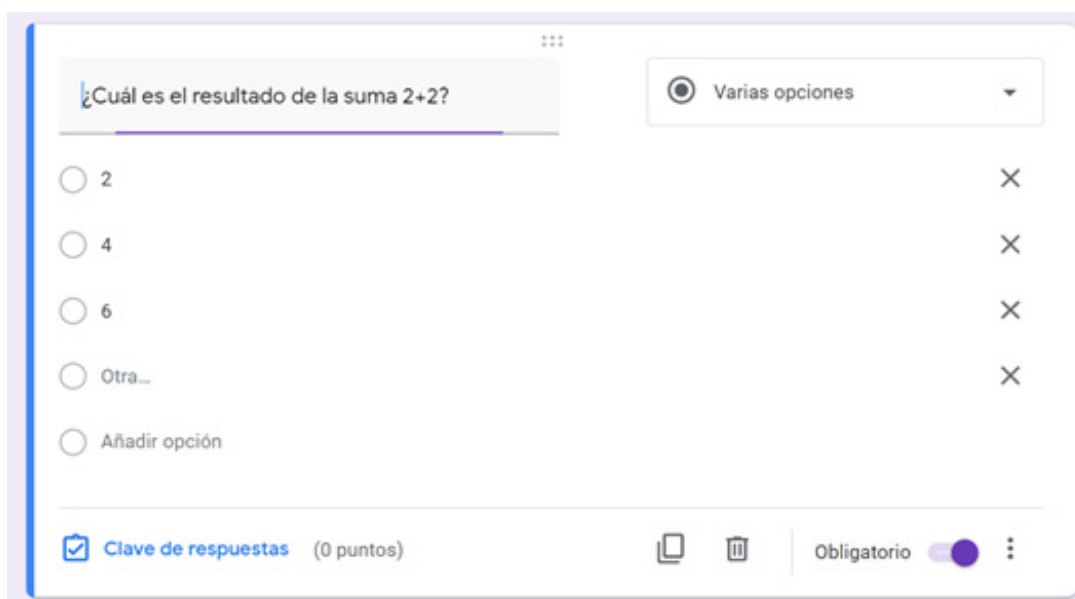 ¿Cuál es el resultado de la suma 2+2?
Varias opciones
2
4
6
Otra...
Añadir opción
Clave de respuestas (0 puntos)
Obligatorio